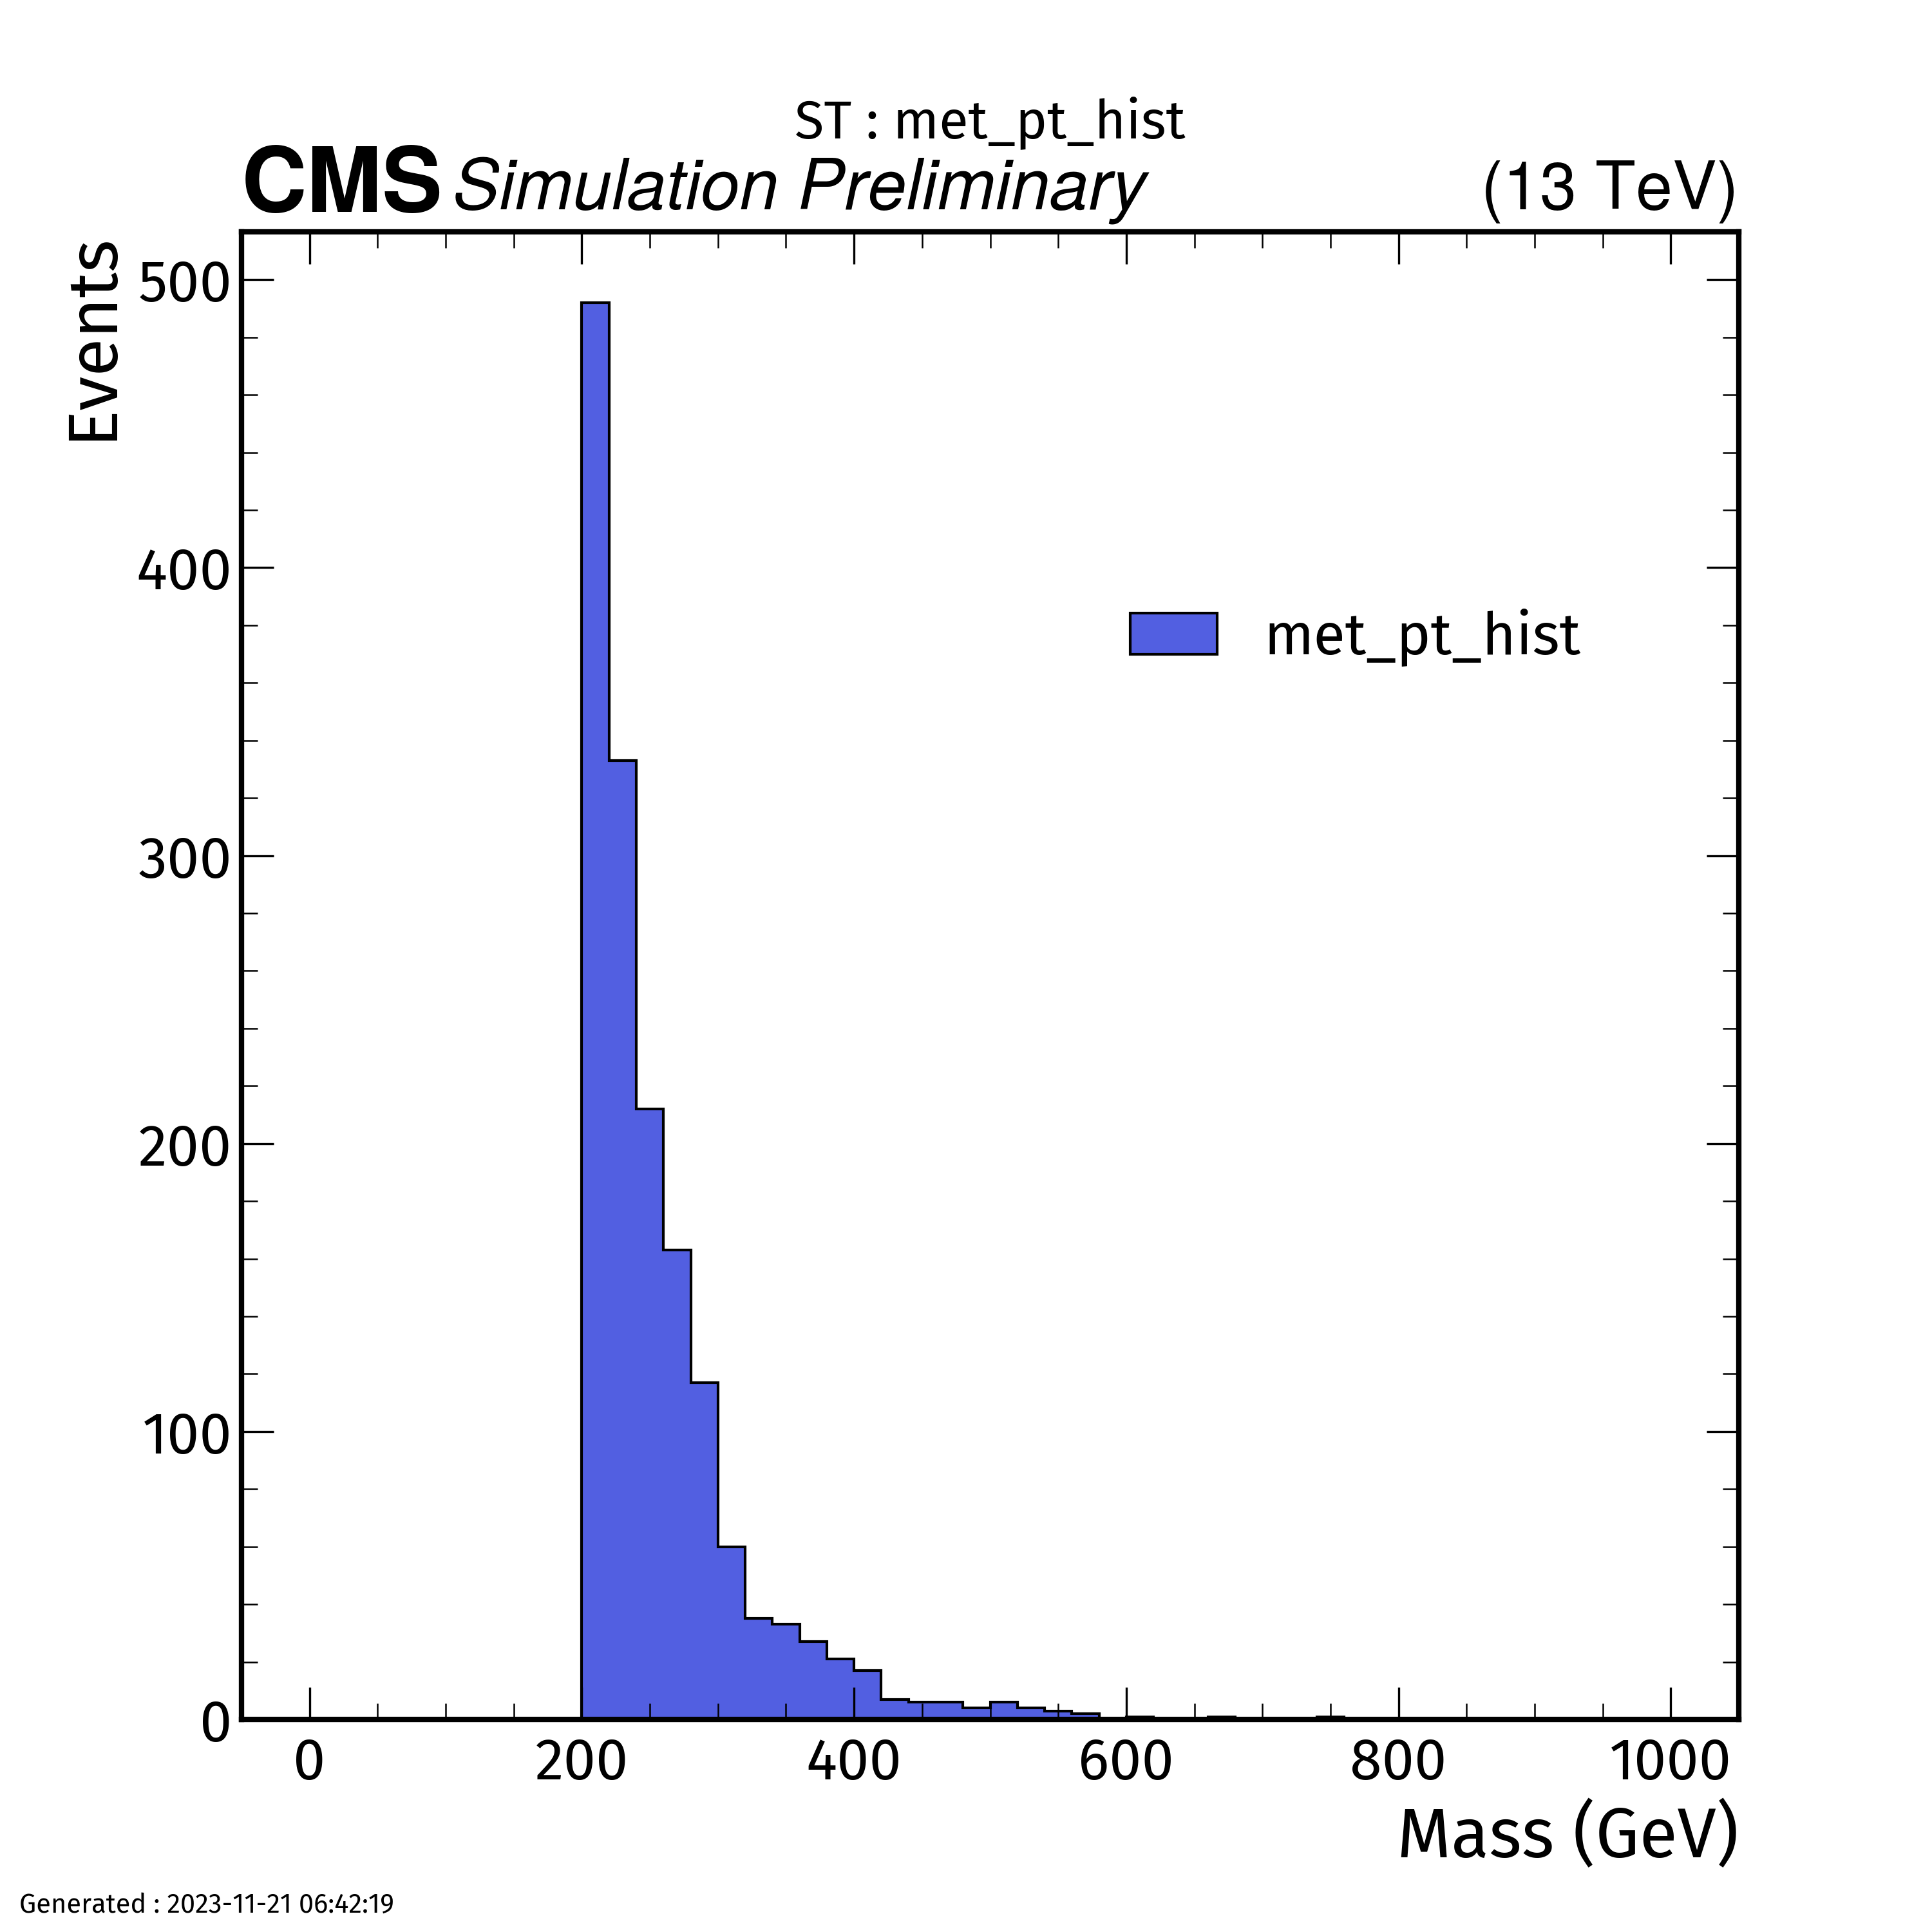 ST : met_pt_hist
CMS Simulation Preliminary (13 TeV)
Events
500
400
300
200
100
0
met_pt_hist
0 200 400 600 800 1000
Mass (GeV)
Generated : 2023-11-21 06:42:19